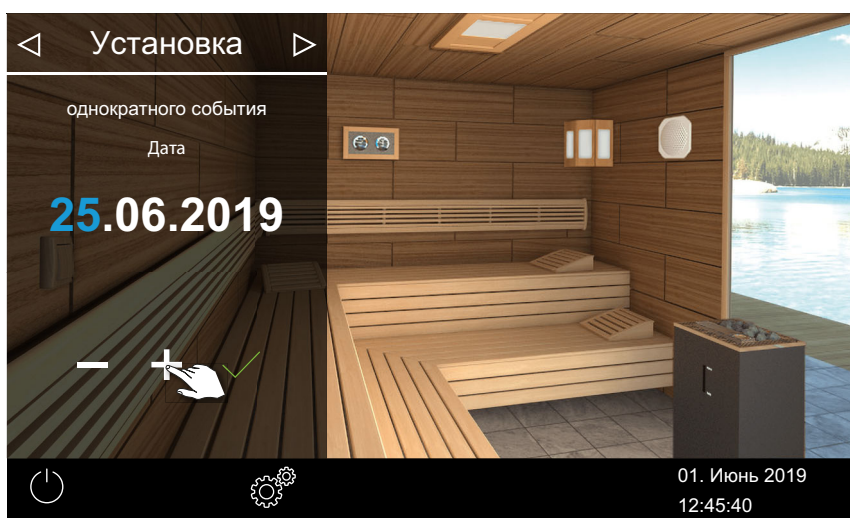 Установка
однократного события
Дата
25.06.2019
01. Июнь 2019
12:45:40